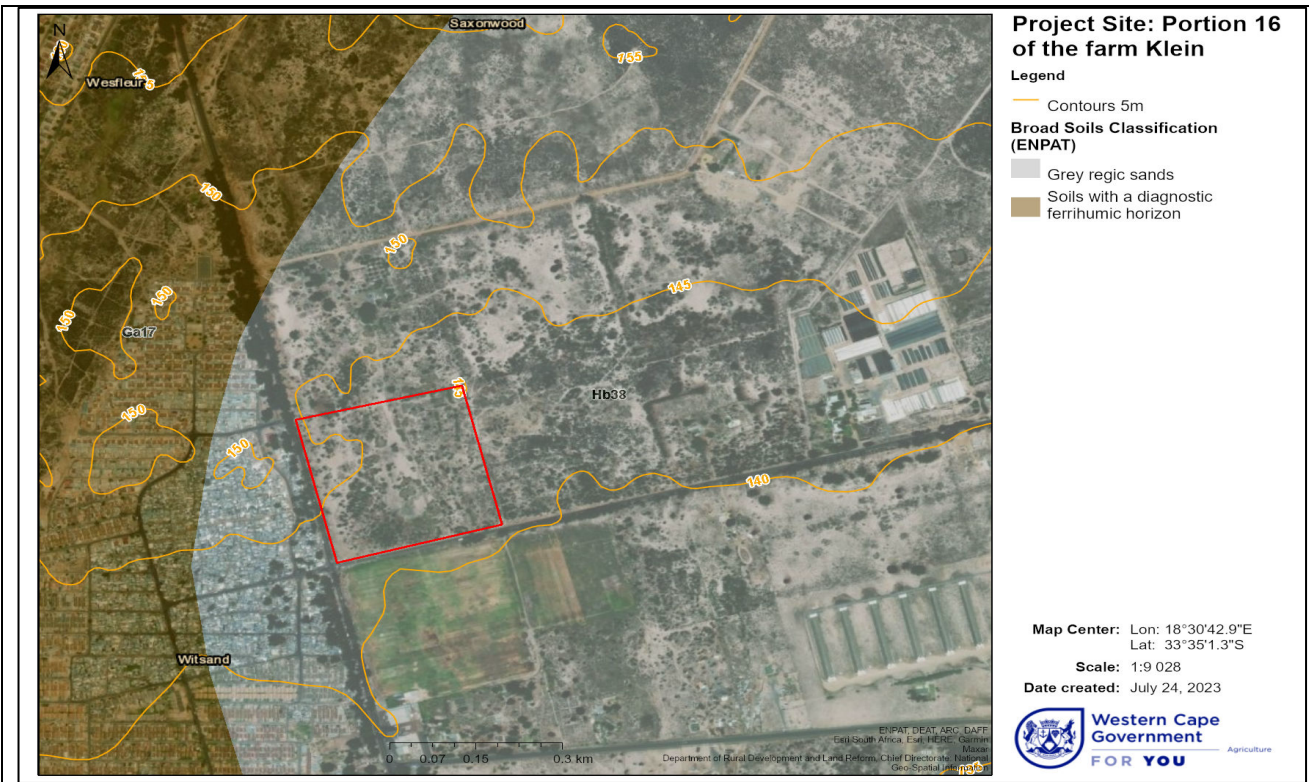 Project Site: Portion 16
of the farm Klein
Legend
Contours 5m
Broad Soils Classification
(ENPAT)
Grey regic sands
Soils with a diagnostic
ferrihumic horizon
N
Saxonwood
155
Wesfleur
150
150
145
150
150
Ga17
150
Hb38
150
140
Witsand
0 0.07 0.15 0.3 km
ENPAT, DEAT, ARC, DAFF
Esri South Africa, Esri, HERE, Garmin
Maxar
Department of Rural Development and Land Reform, Chief Directorate: National
Geo-Spatial Information
Map Center: Lon: 18°30'42.9"E
Lat: 33°35'1.3"S
Scale: 1:9 028
Date created: July 24, 2023
Western Cape
Government
Agriculture
FOR YOU